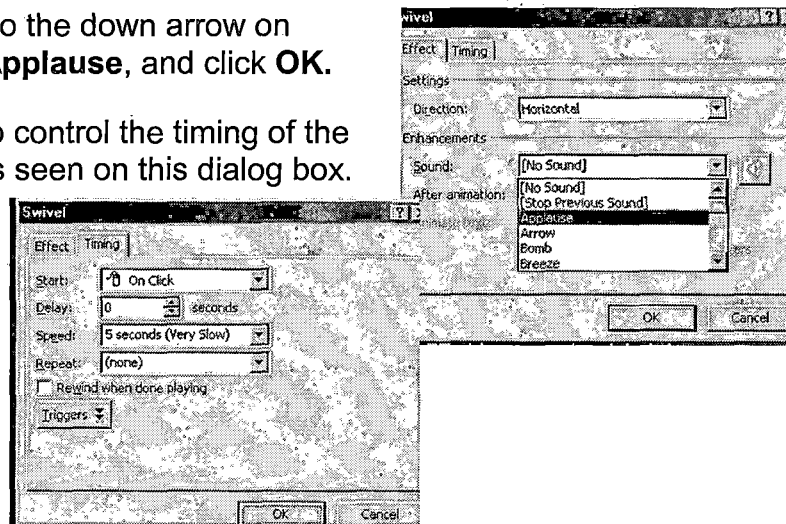 o the down arrow on
pplause, and click OK.
o control the timing of the
s seen on this dialog box.
wivel
Effect Timing
Settings
Direction: Horizontal
Enhancements
Sound: [No Sound]
After animation: [No Sound]
[Stop Previous Sound]
Applause
Arrow
Bomb
Breeze
OK Cancel
Swivel
Effect Timing
Start: On Click
Delay: 0 seconds
Speed: 5 seconds (Very Slow)
Repeat: (none)
Rewind when done playing
Triggers
OK Cancel